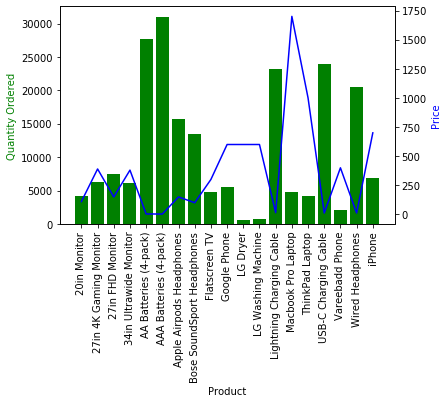 30000
25000
20000
15000
10000
5000
0
Quantity Ordered
1750
1500
1250
1000
750
500
250
0
Price
20in Monitor
27in 4K Gaming Monitor
27in FHD Monitor
34in Ultrawide Monitor
AA Batteries (4-pack)
AAA Batteries (4-pack)
Apple Airpods Headphones
Bose SoundSport Headphones
Flatscreen TV
Google Phone
LG Dryer
LG Washing Machine
Lightning Charging Cable
Macbook Pro Laptop
ThinkPad Laptop
USB-C Charging Cable
Vareebadd Phone
Wired Headphones
iPhone
Product